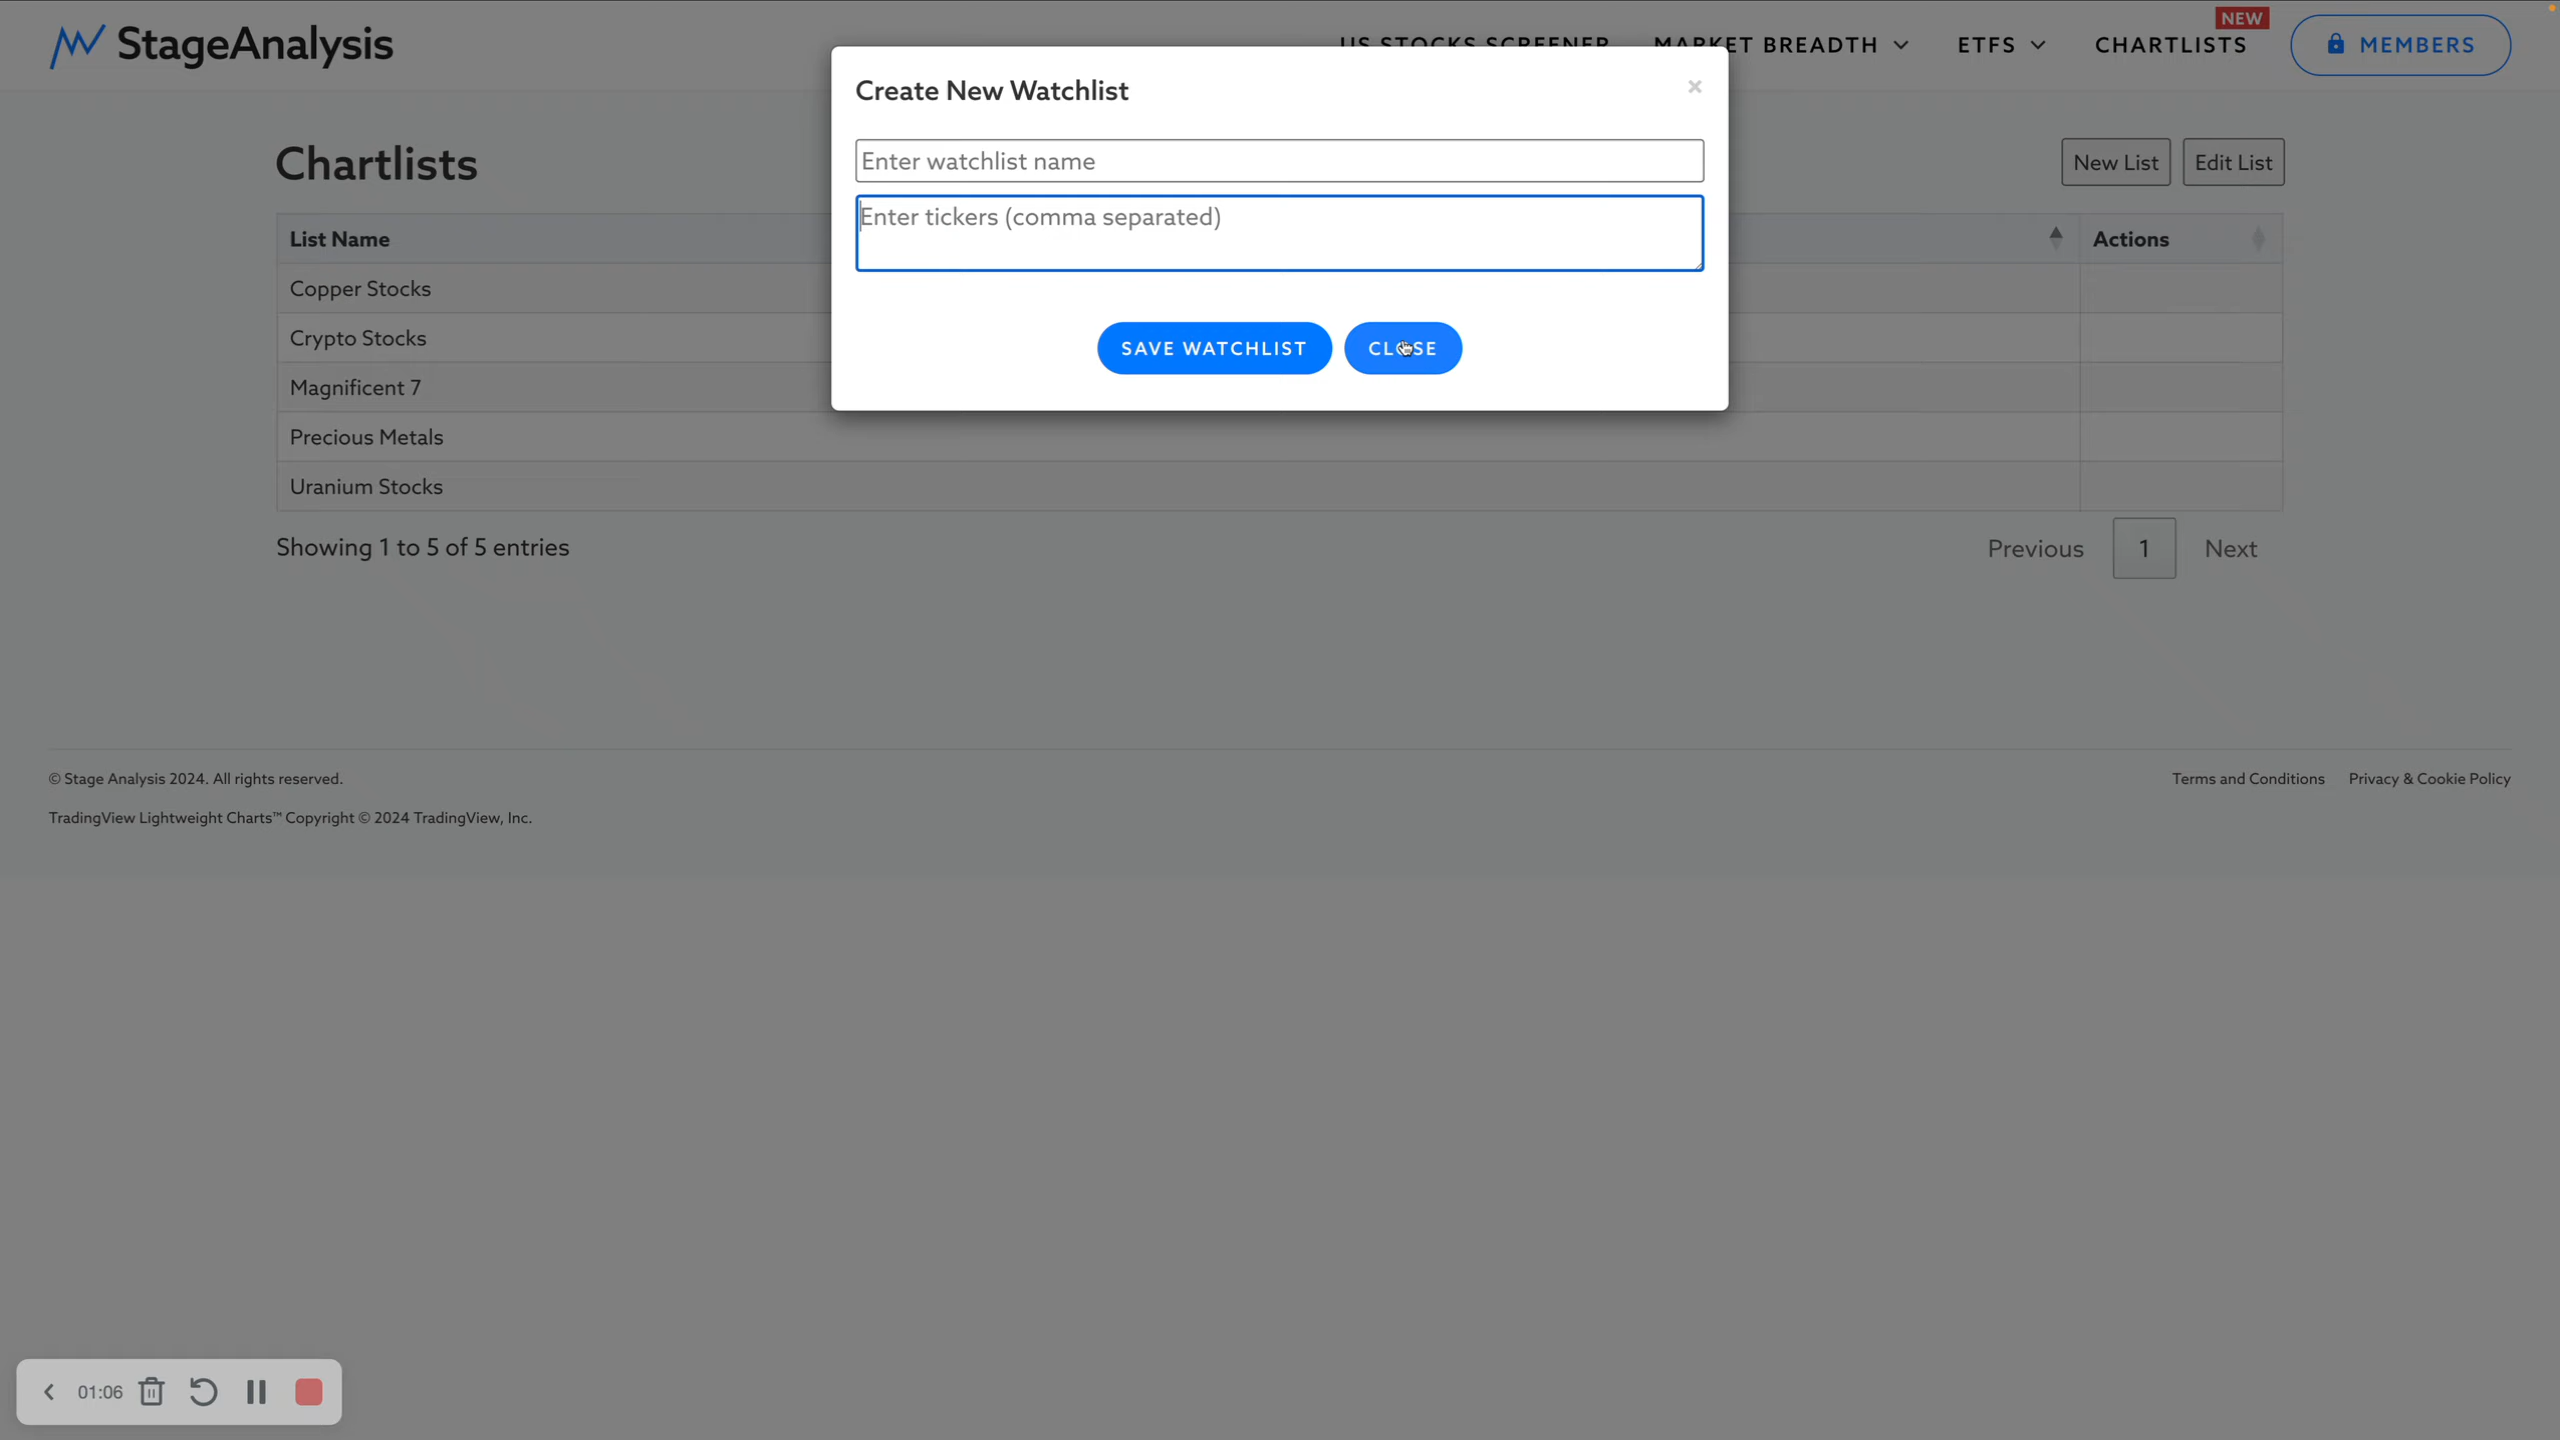 StageAnalysis
US STOCKS SCREENER
MARKET BREADTH
ETFS
CHARTLISTS
NEW
MEMBERS
Create New Watchlist
×
Enter watchlist name
Enter tickers (comma separated)
SAVE WATCHLIST
CLOSE
Chartlists
New List
Edit List
List Name
Actions
Copper Stocks
Crypto Stocks
Magnificent 7
Precious Metals
Uranium Stocks
Showing 1 to 5 of 5 entries
Previous
1
Next
© Stage Analysis 2024. All rights reserved.
Terms and Conditions
Privacy & Cookie Policy
TradingView Lightweight Charts™ Copyright © 2024 TradingView, Inc.
01:06